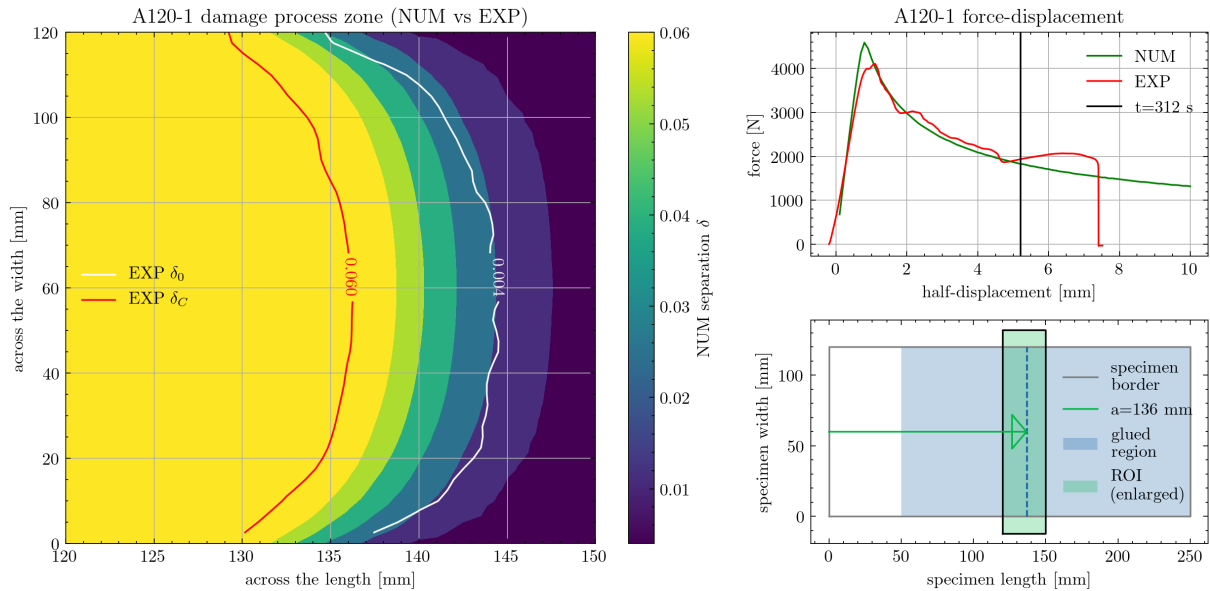 A120-1 damage process zone (NUM vs EXP)
120
100
80
60
40
20
0
across the width [mm]
EXP δ0
EXP δC
0.060
0.004
120
125
130
135
140
145
150
across the length [mm]
0.06
0.05
0.04
0.03
0.02
0.01
NUM separation δ
A120-1 force-displacement
4000
3000
2000
1000
0
force [N]
NUM
EXP
t=312 s
0
2
4
6
8
10
half-displacement [mm]
100
50
0
specimen width [mm]
specimen
border
a=136 mm
glued
region
ROI
(enlarged)
0
50
100
150
200
250
specimen length [mm]